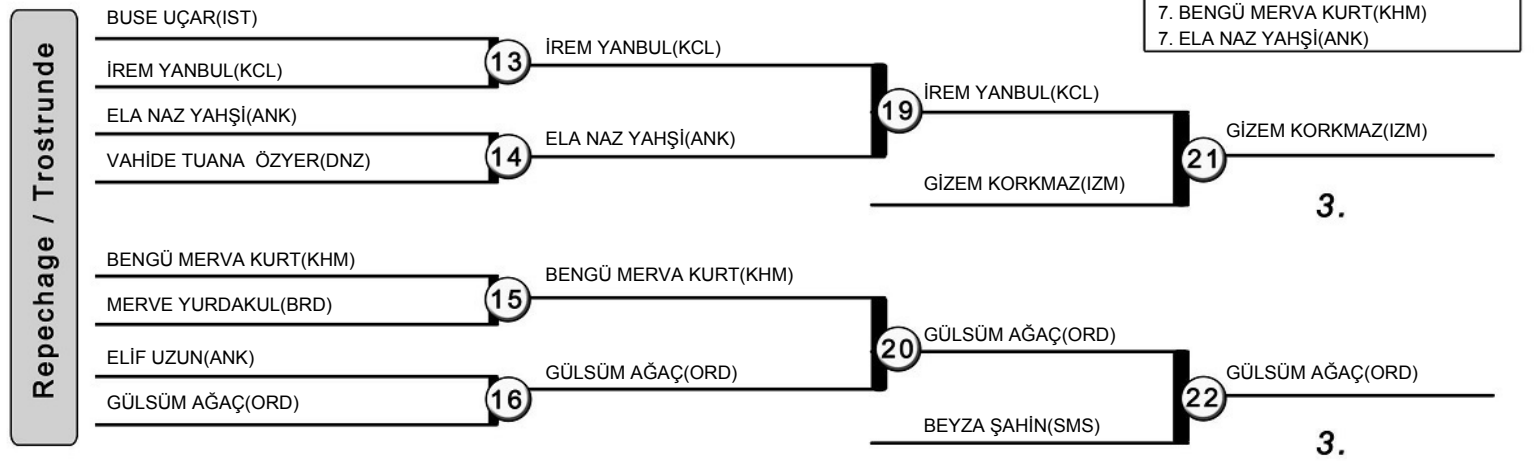 Repechage / Trostrunde
7. BENGÜ MERVA KURT(KHM)
7. ELA NAZ YAHŞİ(ANK)
BUSE UÇAR(IST)
İREM YANBUL(KCL)
13
İREM YANBUL(KCL)
ELA NAZ YAHŞİ(ANK)
VAHİDE TUANA ÖZYER(DNZ)
14
ELA NAZ YAHŞİ(ANK)
19
İREM YANBUL(KCL)
GİZEM KORKMAZ(IZM)
21
GİZEM KORKMAZ(IZM)
3.
BENGÜ MERVA KURT(KHM)
MERVE YURDAKUL(BRD)
15
BENGÜ MERVA KURT(KHM)
ELİF UZUN(ANK)
GÜLSÜM AĞAÇ(ORD)
16
GÜLSÜM AĞAÇ(ORD)
20
GÜLSÜM AĞAÇ(ORD)
BEYZA ŞAHİN(SMS)
22
GÜLSÜM AĞAÇ(ORD)
3.